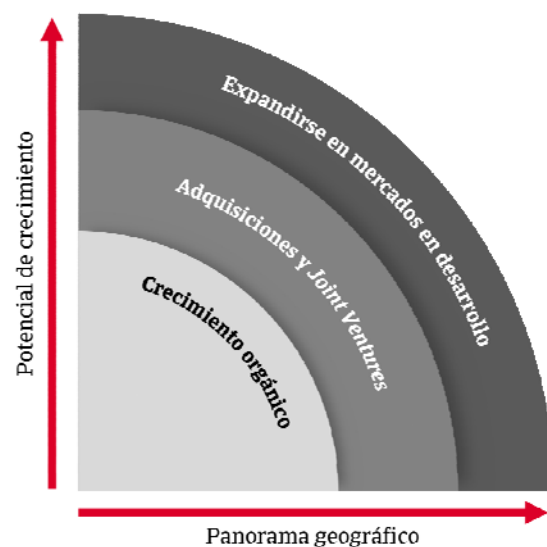 Potencial de crecimiento
Expandirse en mercados en desarrollo
Adquisiciones y Joint Ventures
Crecimiento orgánico
Panorama geográfico